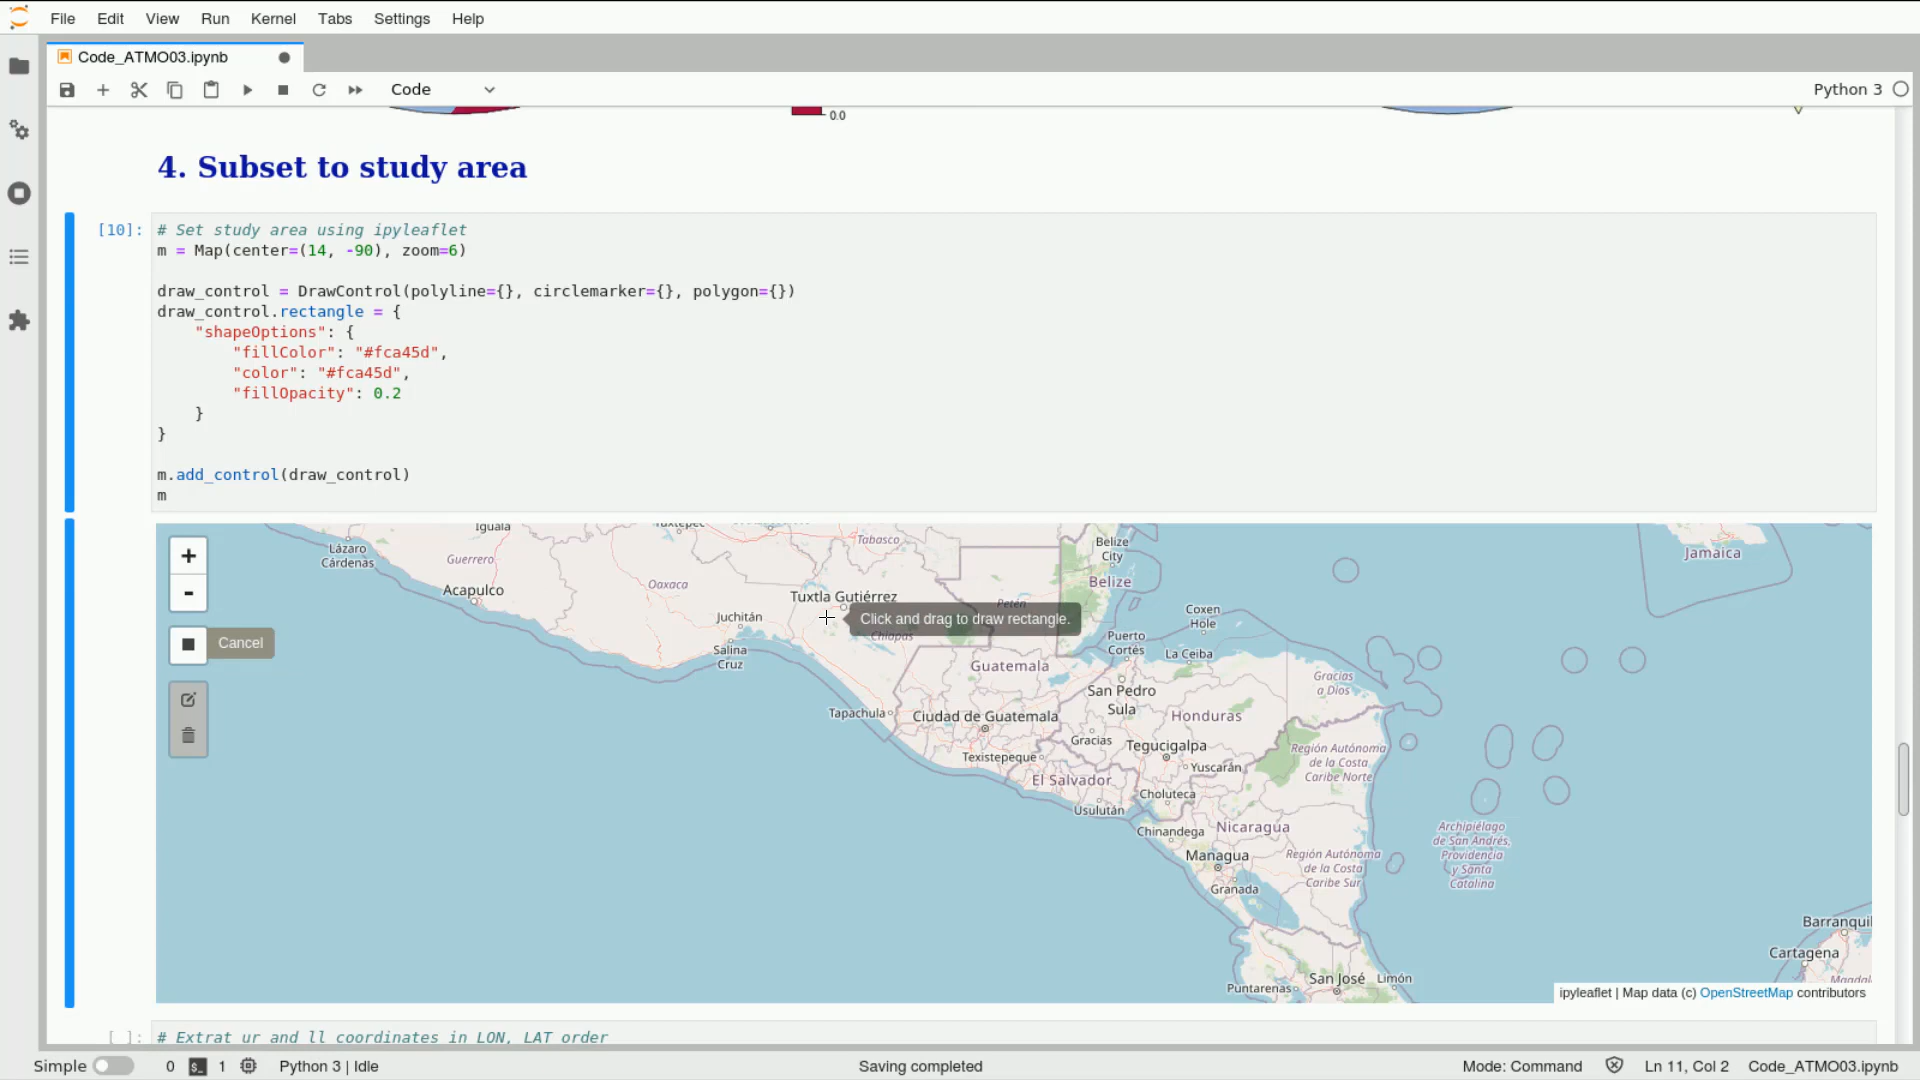 File Edit View Run Kernel Tabs Settings Help
Code_ATMO03.ipynb
Code
Python 3
0.0
4. Subset to study area
[10]:
# Set study area using ipyleaflet
m = Map(center=(14, -90), zoom=6)
draw_control = DrawControl(polyline={}, circlemarker={}, polygon={})
draw_control.rectangle = {
"shapeOptions": {
"fillColor": "#fca45d",
"color": "#fca45d",
"fillOpacity": 0.2
}
}
m.add_control(draw_control)
m
+
-
Cancel
Click and drag to draw rectangle.
Iguala
Tuxtepec
Lázaro
Cárdenas
Guerrero
Acapulco
Oaxaca
Tabasco
Tuxtla Gutiérrez
Juchitán
Salina
Cruz
Chiapas
Petén
Belize
City
Belize
Jamaica
Coxen
Hole
Puerto
Cortés
La Ceiba
Guatemala
San Pedro
Sula
Gracias
a Dios
Tapachula
Ciudad de Guatemala
Honduras
Gracias
Tegucigalpa
Texistepeque
Yuscarán
Región Autónoma
de la Costa
Caribe Norte
El Salvador
Choluteca
Usulután
Chinandega
Nicaragua
Managua
Región Autónoma
de la Costa
Caribe Sur
Granada
Archipiélago
de San Andrés,
Providencia
y Santa
Catalina
Barranquil
Cartagena
Magdal
San José
Limón
Puntarenas
ipyleaflet | Map data (c) OpenStreetMap contributors
[ ]:
# Extrat ur and ll coordinates in LON, LAT order
Simple
0
1
Python 3 | Idle
Saving completed
Mode: Command
Ln 11, Col 2
Code_ATMO03.ipynb